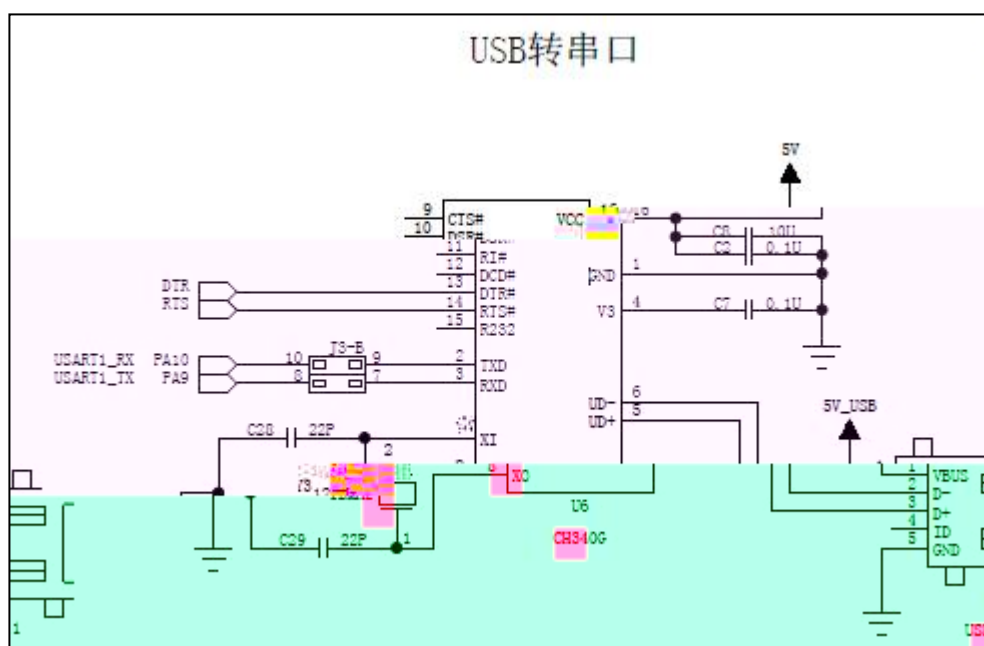 USB转串口
5V
9 CTS# VCC
10
C8 10U
C2 0.1U
11 RI#
12 DCD# GND 1
DTR 13 DTR#
RTS 14 RTS# V3 4 C7 0.1U
15 R232
J3-B
USART1_RX PA10 10 9 2 TXD
USART1_TX PA9 8 7 3 RXD
UD- 6
UD+ 5
5V_USB
C28 22P XI
2
XO
1 VBUS
2 D-
3 D+
4 ID
5 GND
U6
C29 22P 1 CH340G
1